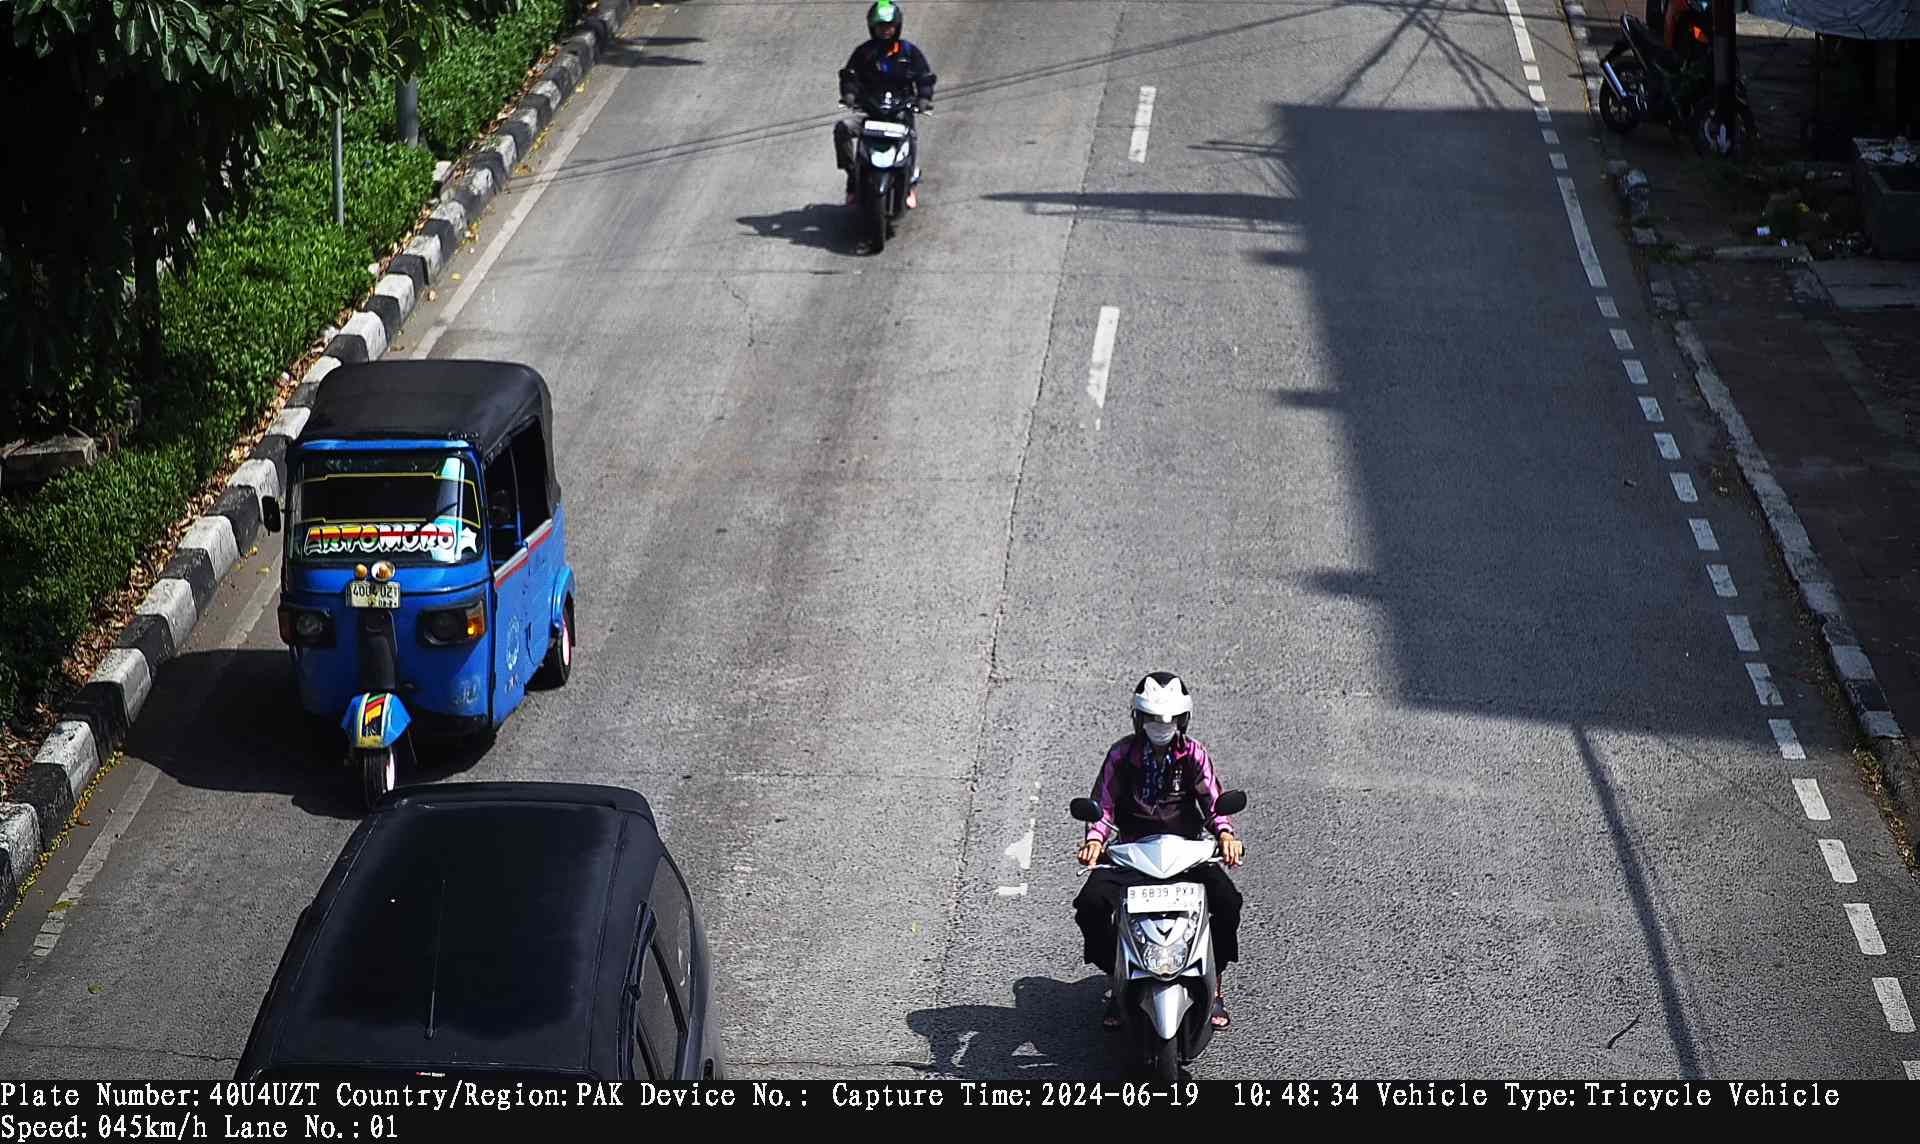 ARTOMORO
B 6839 PYX
Plate Number:40U4UZT Country/Region:PAK Device No.: Capture Time:2024-06-19 10:48:34 Vehicle Type:Tricycle Vehicle
Speed:045km/h Lane No.:01